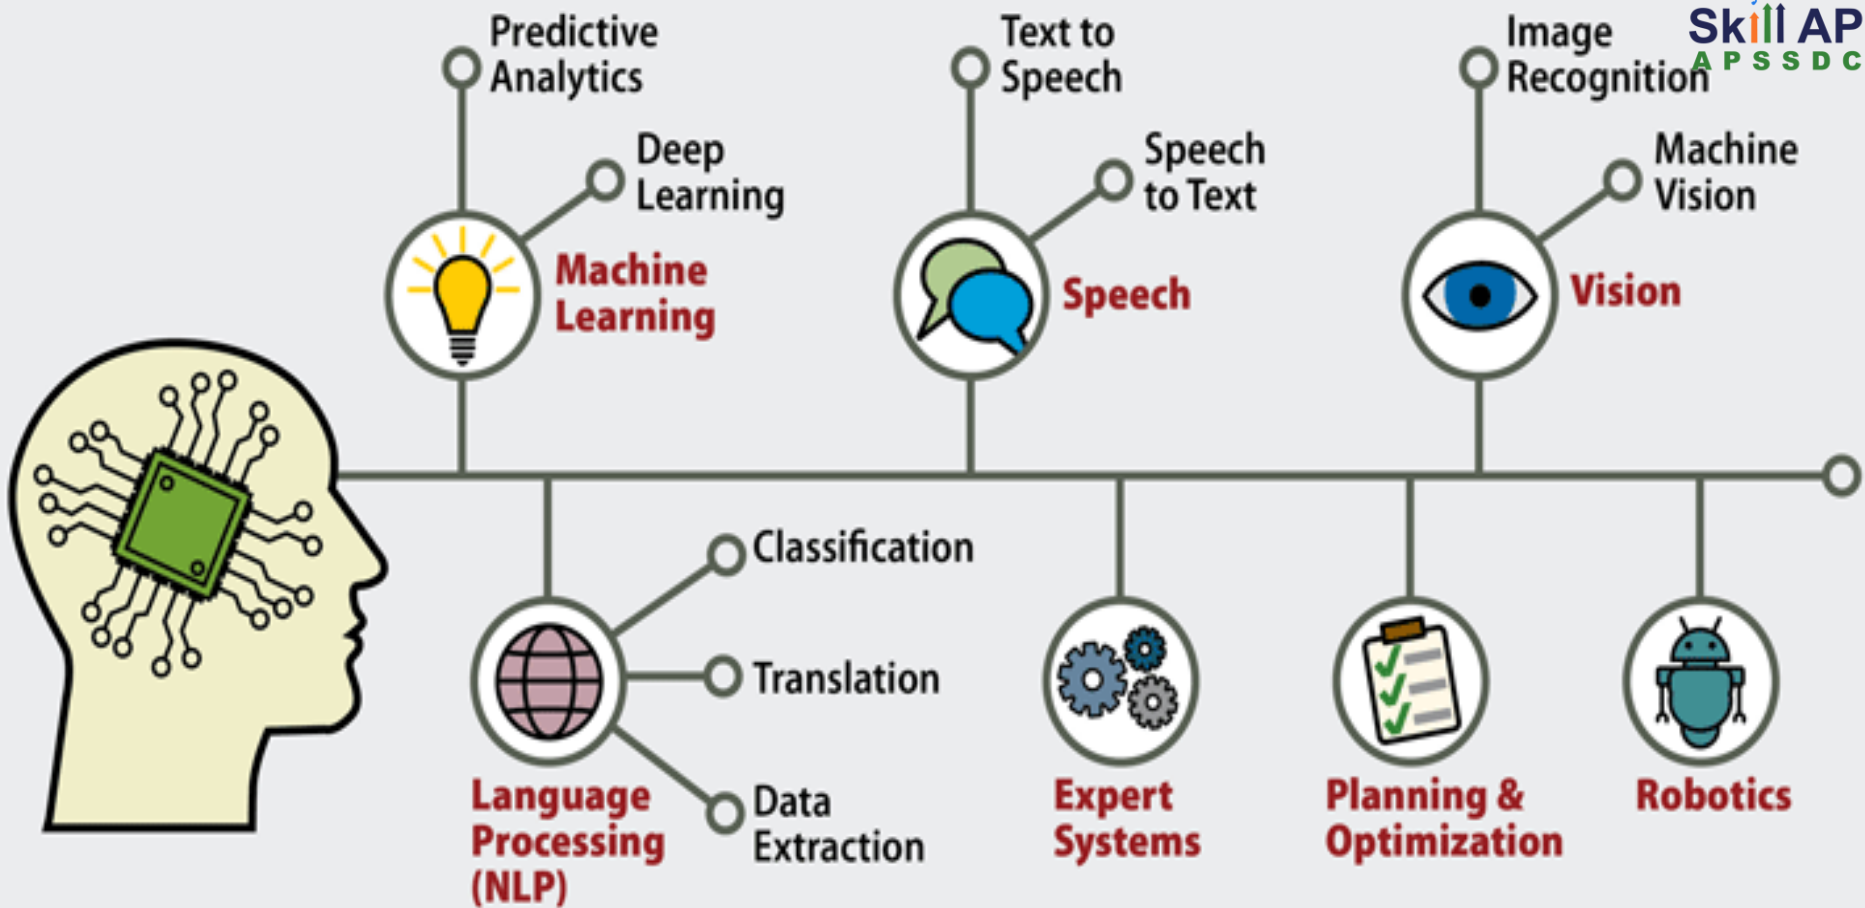 Predictive
Analytics
Deep
Learning
Machine
Learning
Text to
Speech
Speech
to Text
Speech
Image
Recognition
Machine
Vision
Vision
Skill AP
APSSDC
Classification
Translation
Data
Extraction
Language
Processing
(NLP)
Expert
Systems
Planning &
Optimization
Robotics